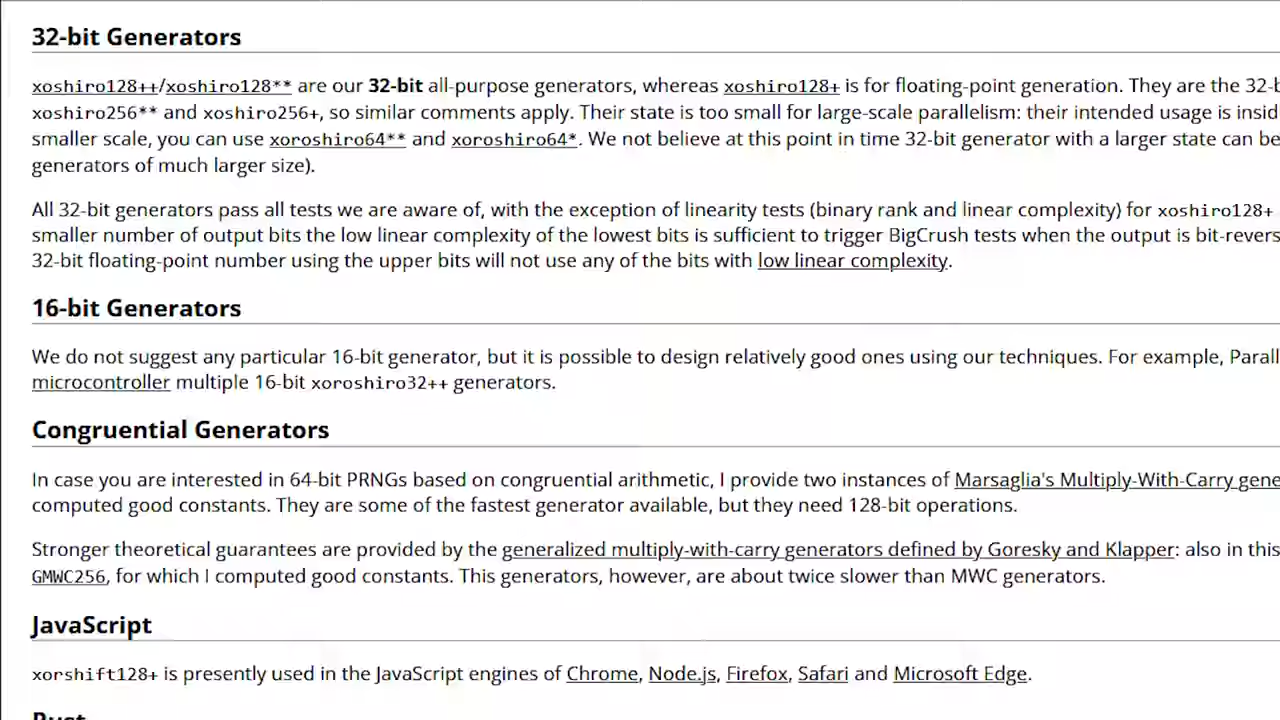 32-bit Generators
xoshiro128++/xoshiro128** are our 32-bit all-purpose generators, whereas xoshiro128+ is for floating-point generation. They are the 32-b
xoshiro256** and xoshiro256+, so similar comments apply. Their state is too small for large-scale parallelism: their intended usage is insid
smaller scale, you can use xoroshiro64** and xoroshiro64*. We not believe at this point in time 32-bit generator with a larger state can be
generators of much larger size).
All 32-bit generators pass all tests we are aware of, with the exception of linearity tests (binary rank and linear complexity) for xoshiro128+
smaller number of output bits the low linear complexity of the lowest bits is sufficient to trigger BigCrush tests when the output is bit-revers
32-bit floating-point number using the upper bits will not use any of the bits with low linear complexity.
16-bit Generators
We do not suggest any particular 16-bit generator, but it is possible to design relatively good ones using our techniques. For example, Parall
microcontroller multiple 16-bit xoroshiro32++ generators.
Congruential Generators
In case you are interested in 64-bit PRNGs based on congruential arithmetic, I provide two instances of Marsaglia's Multiply-With-Carry gene
computed good constants. They are some of the fastest generator available, but they need 128-bit operations.
Stronger theoretical guarantees are provided by the generalized multiply-with-carry generators defined by Goresky and Klapper: also in this
GMWC256, for which I computed good constants. This generators, however, are about twice slower than MWC generators.
JavaScript
xorshift128+ is presently used in the JavaScript engines of Chrome, Node.js, Firefox, Safari and Microsoft Edge.
Rust